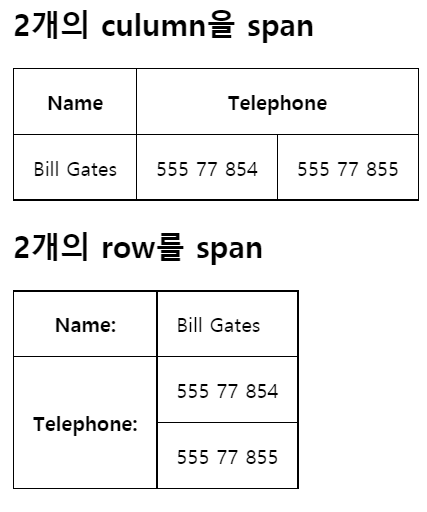 2개의 culumn을 span
Name Telephone
Bill Gates 555 77 854 555 77 855
2개의 row를 span
Name: Bill Gates
555 77 854
Telephone:
555 77 855